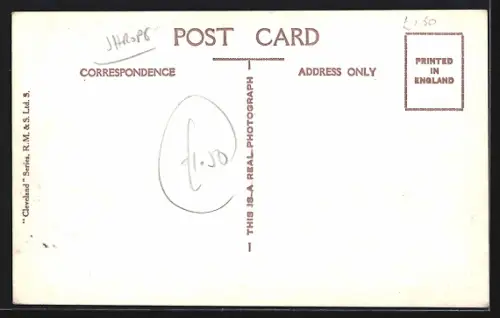 SHROPS
£1.50
POST CARD
CORRESPONDENCE
ADDRESS ONLY
PRINTED
IN
ENGLAND
THIS IS A REAL PHOTOGRAPH
£1.50
"Cleveland" Series, R.M. & S. Ltd. S.